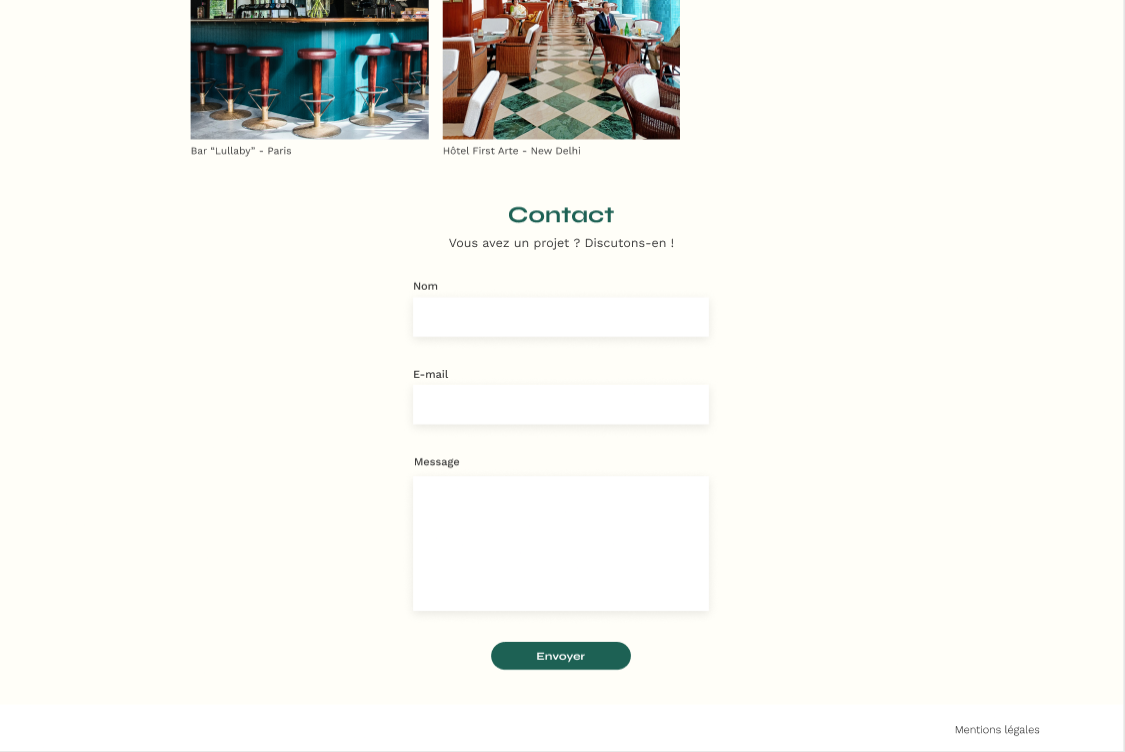 Bar “Lullaby” - Paris
Hôtel First Arte - New Delhi
Contact
Vous avez un projet ? Discutons-en !
Nom
E-mail
Message
Envoyer
Mentions légales